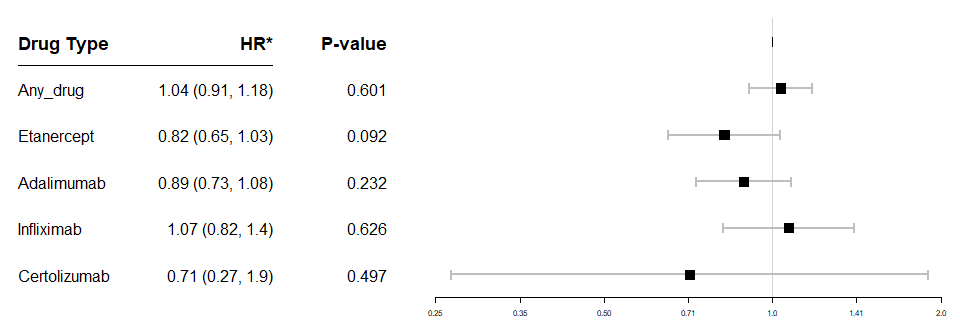 Drug Type HR* P-value
Any_drug 1.04 (0.91, 1.18) 0.601
Etanercept 0.82 (0.65, 1.03) 0.092
Adalimumab 0.89 (0.73, 1.08) 0.232
Infliximab 1.07 (0.82, 1.4) 0.626
Certolizumab 0.71 (0.27, 1.9) 0.497
0.25 0.35 0.50 0.71 1.0 1.41 2.0